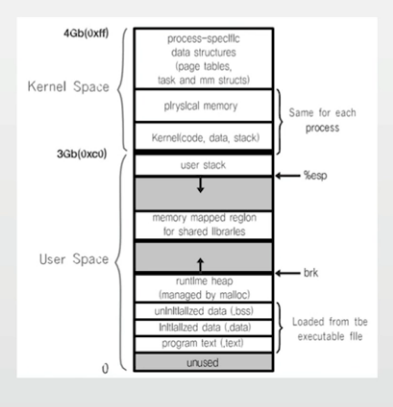 4Gb(0xff)
process-specific
data structures
(page tables,
task and mm structs)
Kernel Space
physical memory
Same for each
process
Kernel(code, data, stack)
3Gb(0xc0)
user stack
%esp
memory mapped region
for shared libraries
User Space
brk
runtime heap
(managed by malloc)
uninitialized data (.bss)
Initialized data (.data)
Loaded from tbe
executable file
program text (.text)
unused
0